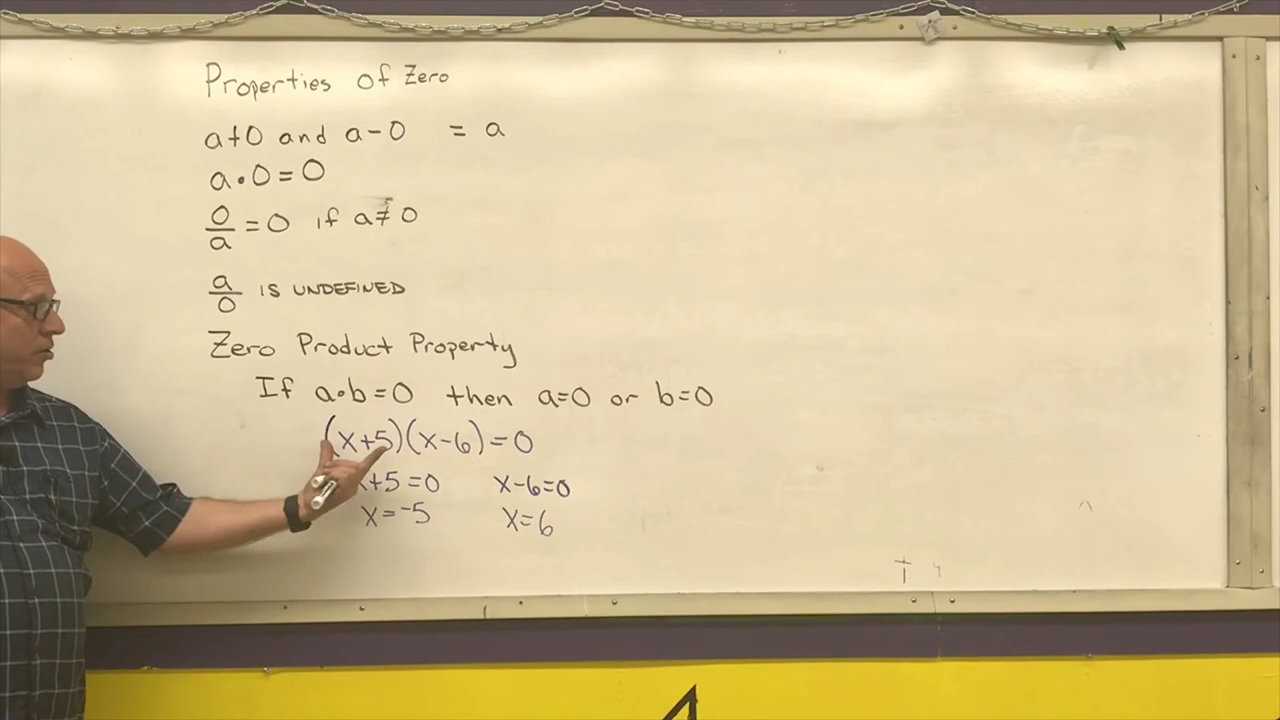 Properties of Zero
a+0 and a-0 = a
a•0=0
0/a =0 if a≠0
a/0 IS UNDEFINED
Zero Product Property
If a•b=0 then a=0 or b=0
(x+5)(x-6)=0
+5=0 x-6=0
x=-5 x=6